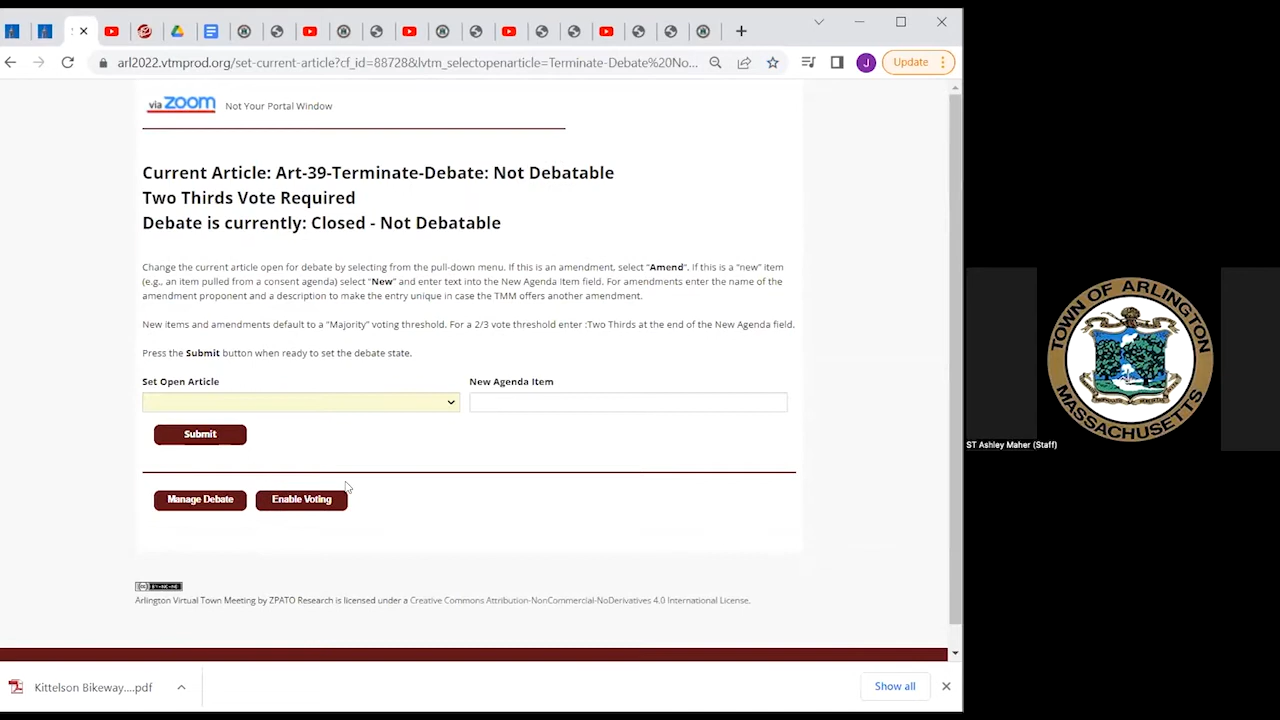 Update
arl2022.vtmprod.org/set-current-article?cf_id=88728&lvtm_selectopenarticle=Terminate-Debate%20No...
J
via zoom
Not Your Portal Window
Current Article: Art-39-Terminate-Debate: Not Debatable
Two Thirds Vote Required
Debate is currently: Closed - Not Debatable
Change the current article open for debate by selecting from the pull-down menu. If this is an amendment, select "Amend". If this is a "new" item
(e.g., an item pulled from a consent agenda) select "New" and enter text into the New Agenda Item field. For amendments enter the name of the
amendment proponent and a description to make the entry unique in case the TMM offers another amendment.
New items and amendments default to a "Majority" voting threshold. For a 2/3 vote threshold enter :Two Thirds at the end of the New Agenda field.
Press the Submit button when ready to set the debate state.
Set Open Article
New Agenda Item
Submit
Manage Debate
Enable Voting
Arlington Virtual Town Meeting by ZPATO Research is licensed under a Creative Commons Attribution-NonCommercial-NoDerivatives 4.0 International License.
Kittelson Bikeway....pdf
Show all
TOWN OF ARLINGTON
MASSACHUSETTS
ST Ashley Maher (Staff)